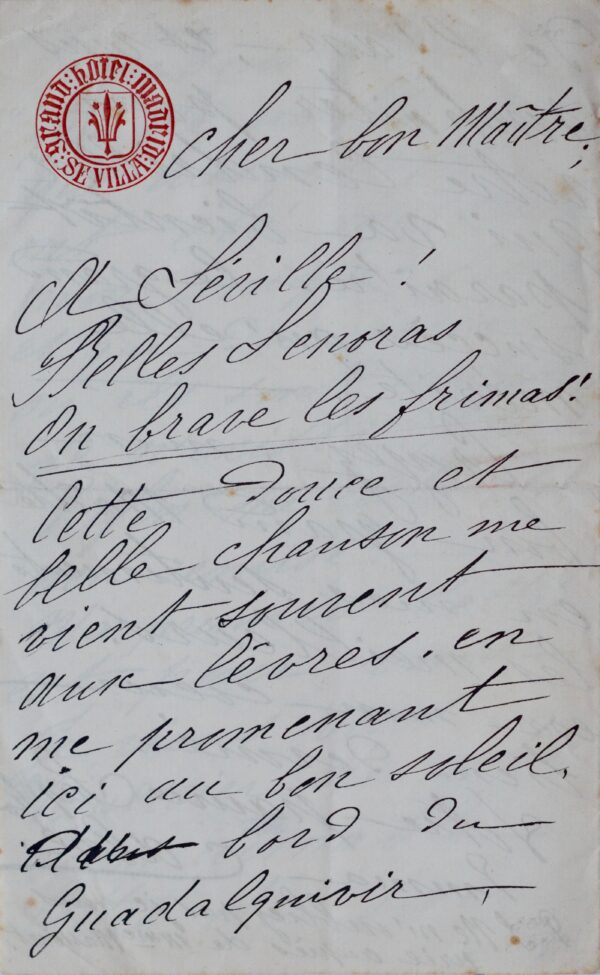 Grand : Hotel : Madrid
SEVILLA
Cher bon Maître,
A Séville !
Belles Senoras
On brave les frimas !
Cette douce et
belle chanson me
vient souvent
aux lèvres . en
me promenant
ici au bon soleil.
bord du
Guadalquivir,